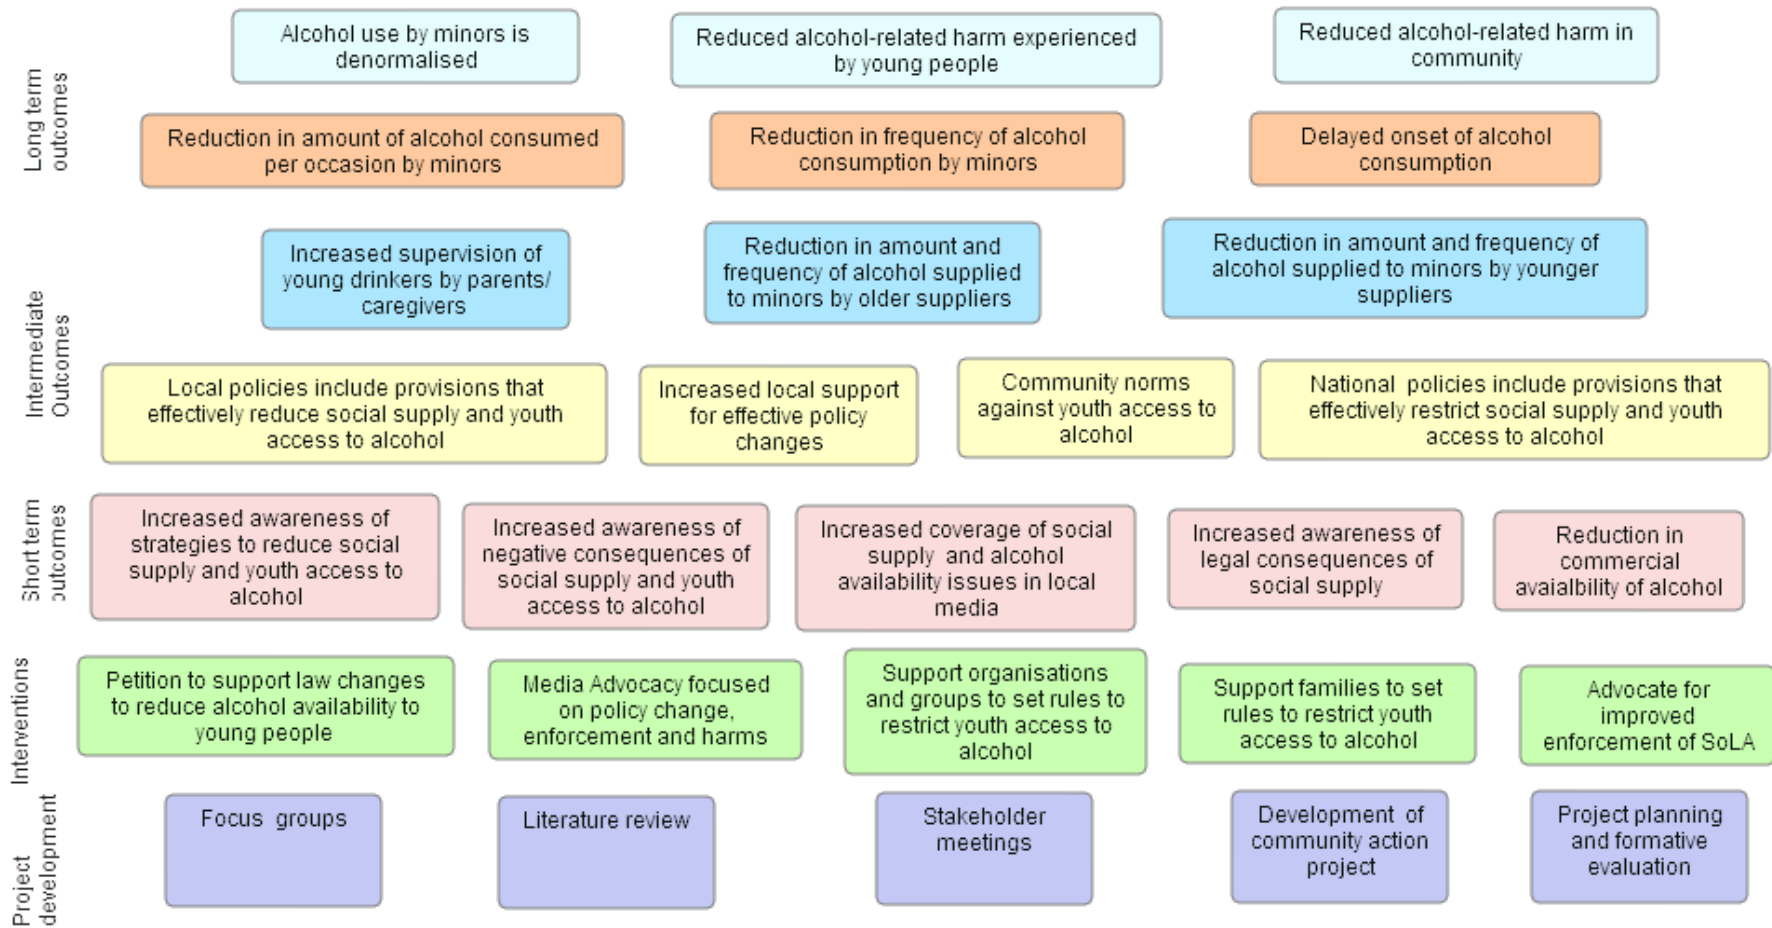 Long term
outcomes
Alcohol use by minors is
denormalised
Reduced alcohol-related harm experienced
by young people
Reduced alcohol-related harm in
community
Reduction in amount of alcohol consumed
per occasion by minors
Reduction in frequency of alcohol
consumption by minors
Delayed onset of alcohol
consumption
Intermediate
Outcomes
Increased supervision of
young drinkers by parents/
caregivers
Reduction in amount and
frequency of alcohol supplied
to minors by older suppliers
Reduction in amount and frequency of
alcohol supplied to minors by younger
suppliers
Local policies include provisions that
effectively reduce social supply and youth
access to alcohol
Increased local support
for effective policy
changes
Community norms
against youth access to
alcohol
National policies include provisions that
effectively restrict social supply and youth
access to alcohol
Short term
outcomes
Increased awareness of
strategies to reduce social
supply and youth access to
alcohol
Increased awareness of
negative consequences of
social supply and youth
access to alcohol
Increased coverage of social
supply and alcohol
availability issues in local
media
Increased awareness of
legal consequences of
social supply
Reduction in
commercial
avaialbility of alcohol
Interventions
Petition to support law changes
to reduce alcohol availability to
young people
Media Advocacy focused
on policy change,
enforcement and harms
Support organisations
and groups to set rules to
restrict youth access to
alcohol
Support families to set
rules to restrict youth
access to alcohol
Advocate for
improved
enforcement of SoLA
Project
development
Focus groups
Literature review
Stakeholder
meetings
Development of
community action
project
Project planning
and formative
evaluation